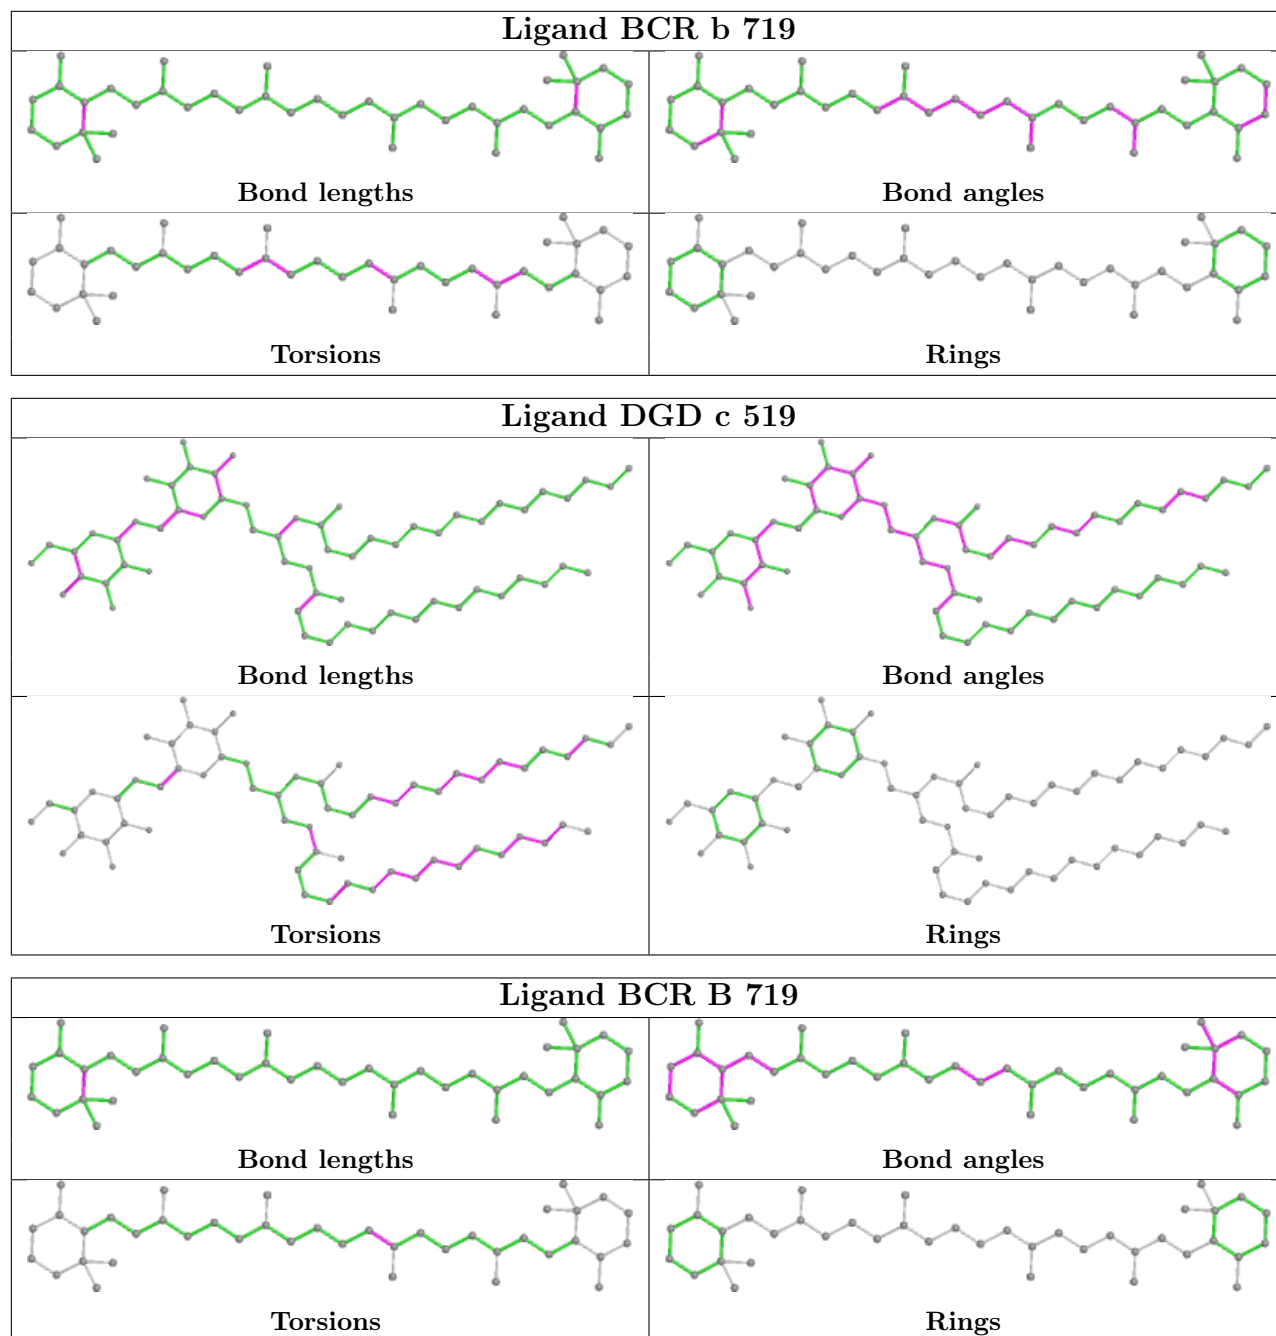 Ligand BCR b 719
Bond lengths
Bond angles
Torsions
Rings
Ligand DGD c 519
Bond lengths
Bond angles
Torsions
Rings
Ligand BCR B 719
Bond lengths
Bond angles
Torsions
Rings